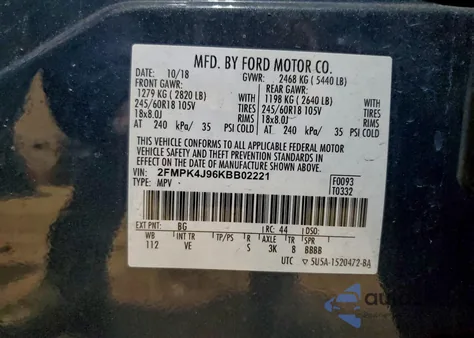 MFD. BY FORD MOTOR CO.
DATE: 10/18 GVWR: 2468 KG (5440 LB)
FRONT GAWR: REAR GAWR:
1279 KG (2820 LB) 1198 KG (2640 LB)
245/60R18 105V TIRES 245/60R18 105V TIRES
18x8.0J RIMS 18x8.0J RIMS
AT 240 kPa/ 35 PSI COLD AT 240 kPa/ 35 PSI COLD
THIS VEHICLE CONFORMS TO ALL APPLICABLE FEDERAL MOTOR
VEHICLE SAFETY AND THEFT PREVENTION STANDARDS IN EFFECT ON
THE DATE OF MANUFACTURE SHOWN ABOVE.
VIN: 2FMPK4J96KBB02221 F0093
TYPE: MPV T0332
EXT PNT: BG RC: 44 DSO:
WB INT TR TP/PS R AXLE TR SPR
112 VE S 3K 8 BBBB
UTC ▽ 5U5A-1520472-BA